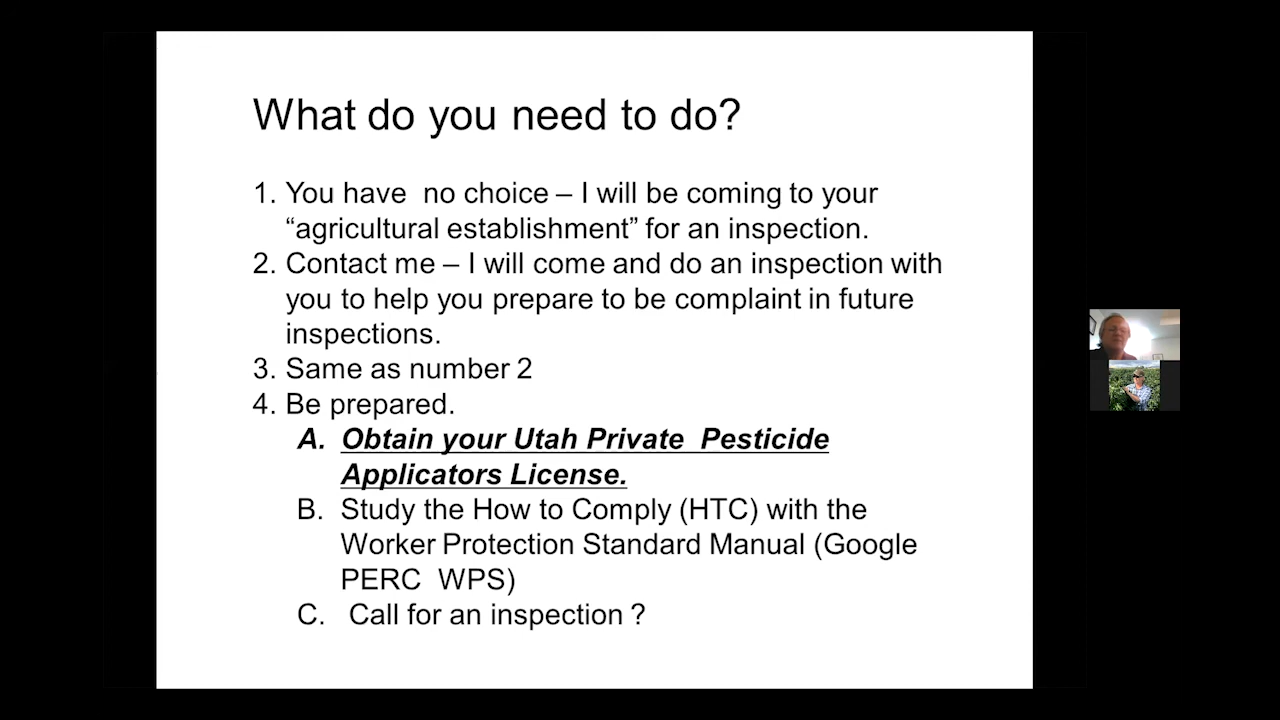 What do you need to do?
1. You have  no choice – I will be coming to your
“agricultural establishment” for an inspection.
2. Contact me – I will come and do an inspection with
you to help you prepare to be complaint in future
inspections.
3. Same as number 2
4. Be prepared.
A. Obtain your Utah Private  Pesticide
Applicators License.
B. Study the How to Comply (HTC) with the
Worker Protection Standard Manual (Google
PERC  WPS)
C.  Call for an inspection ?